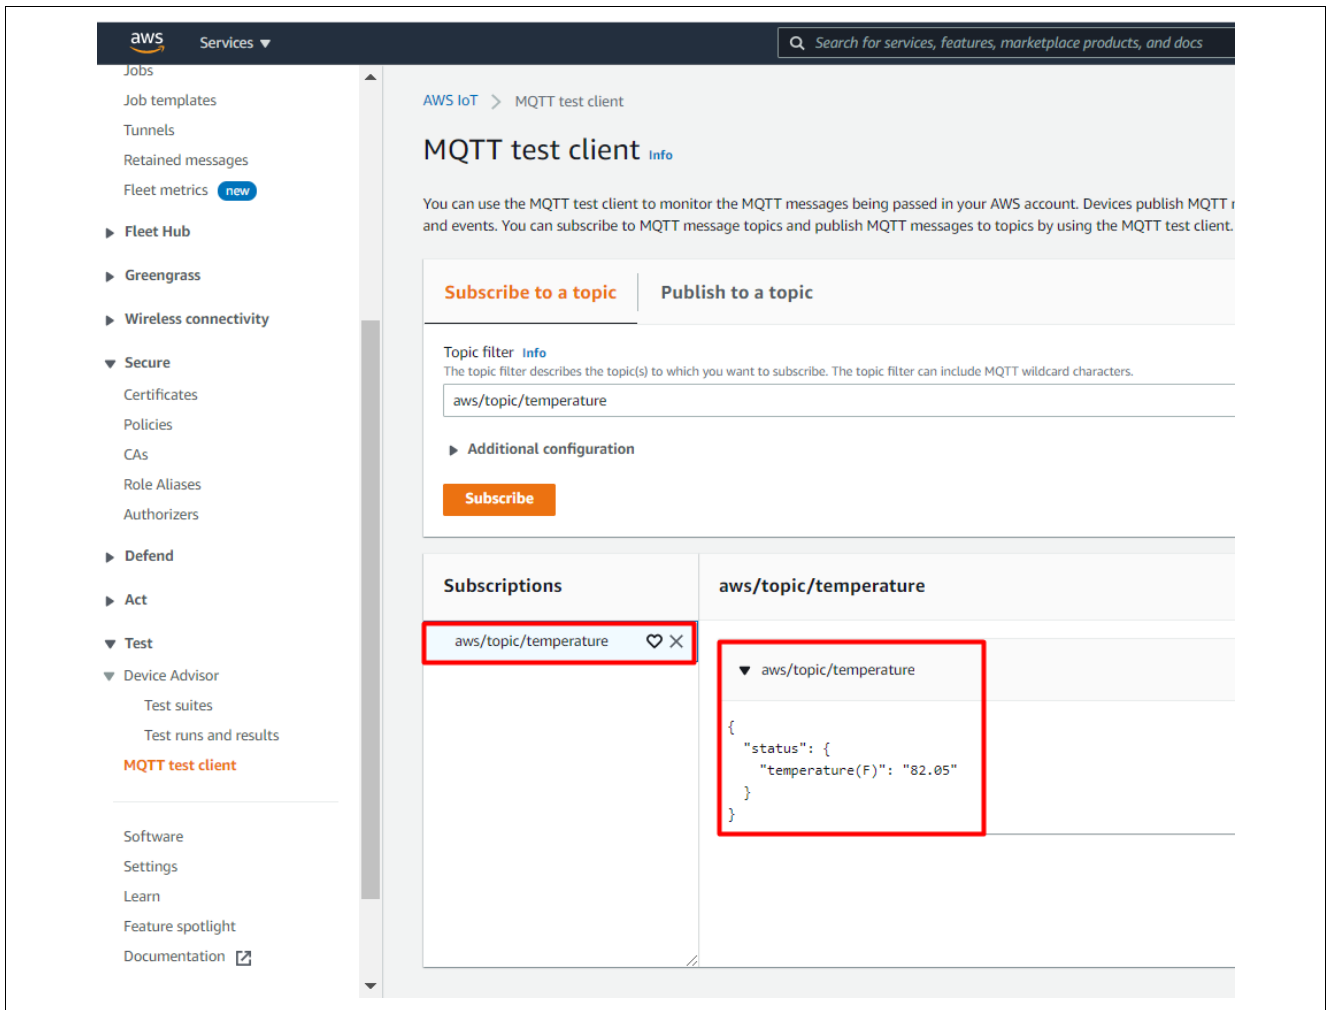 aws Services Search for services, features, marketplace products, and docs
Jobs
Job templates
Tunnels
Retained messages
Fleet metrics new
Fleet Hub
Greengrass
Wireless connectivity
Secure
Certificates
Policies
CAs
Role Aliases
Authorizers
Defend
Act
Test
Device Advisor
Test suites
Test runs and results
MQTT test client
Software
Settings
Learn
Feature spotlight
Documentation
AWS IoT > MQTT test client
MQTT test client Info
You can use the MQTT test client to monitor the MQTT messages being passed in your AWS account. Devices publish MQTT
and events. You can subscribe to MQTT message topics and publish MQTT messages to topics by using the MQTT test client.
Subscribe to a topic Publish to a topic
Topic filter Info
The topic filter describes the topic(s) to which you want to subscribe. The topic filter can include MQTT wildcard characters.
aws/topic/temperature
Additional configuration
Subscribe
Subscriptions
aws/topic/temperature
aws/topic/temperature
aws/topic/temperature
{
"status": {
"temperature(F)": "82.05"
}
}